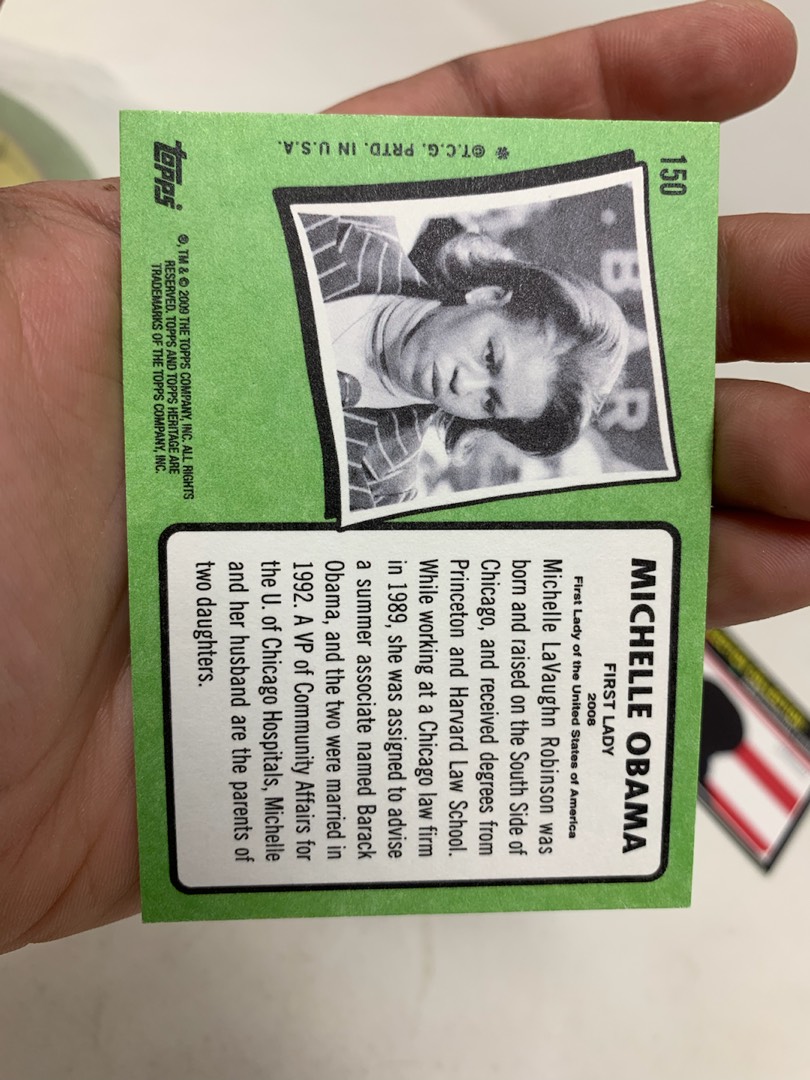 150
BAR
✽©T.C.G. PRTD. IN U.S.A.
topps
®, TM & © 2009 THE TOPPS COMPANY, INC. ALL RIGHTS
RESERVED. TOPPS AND TOPPS HERITAGE ARE
TRADEMARKS OF THE TOPPS COMPANY, INC.
MICHELLE OBAMA
FIRST LADY
2008
First Lady of the United States of America
Michelle LaVaughn Robinson was
born and raised on the South Side of
Chicago, and received degrees from
Princeton and Harvard Law School.
While working at a Chicago law firm
in 1989, she was assigned to advise
a summer associate named Barack
Obama, and the two were married in
1992. A VP of Community Affairs for
the U. of Chicago Hospitals, Michelle
and her husband are the parents of
two daughters.